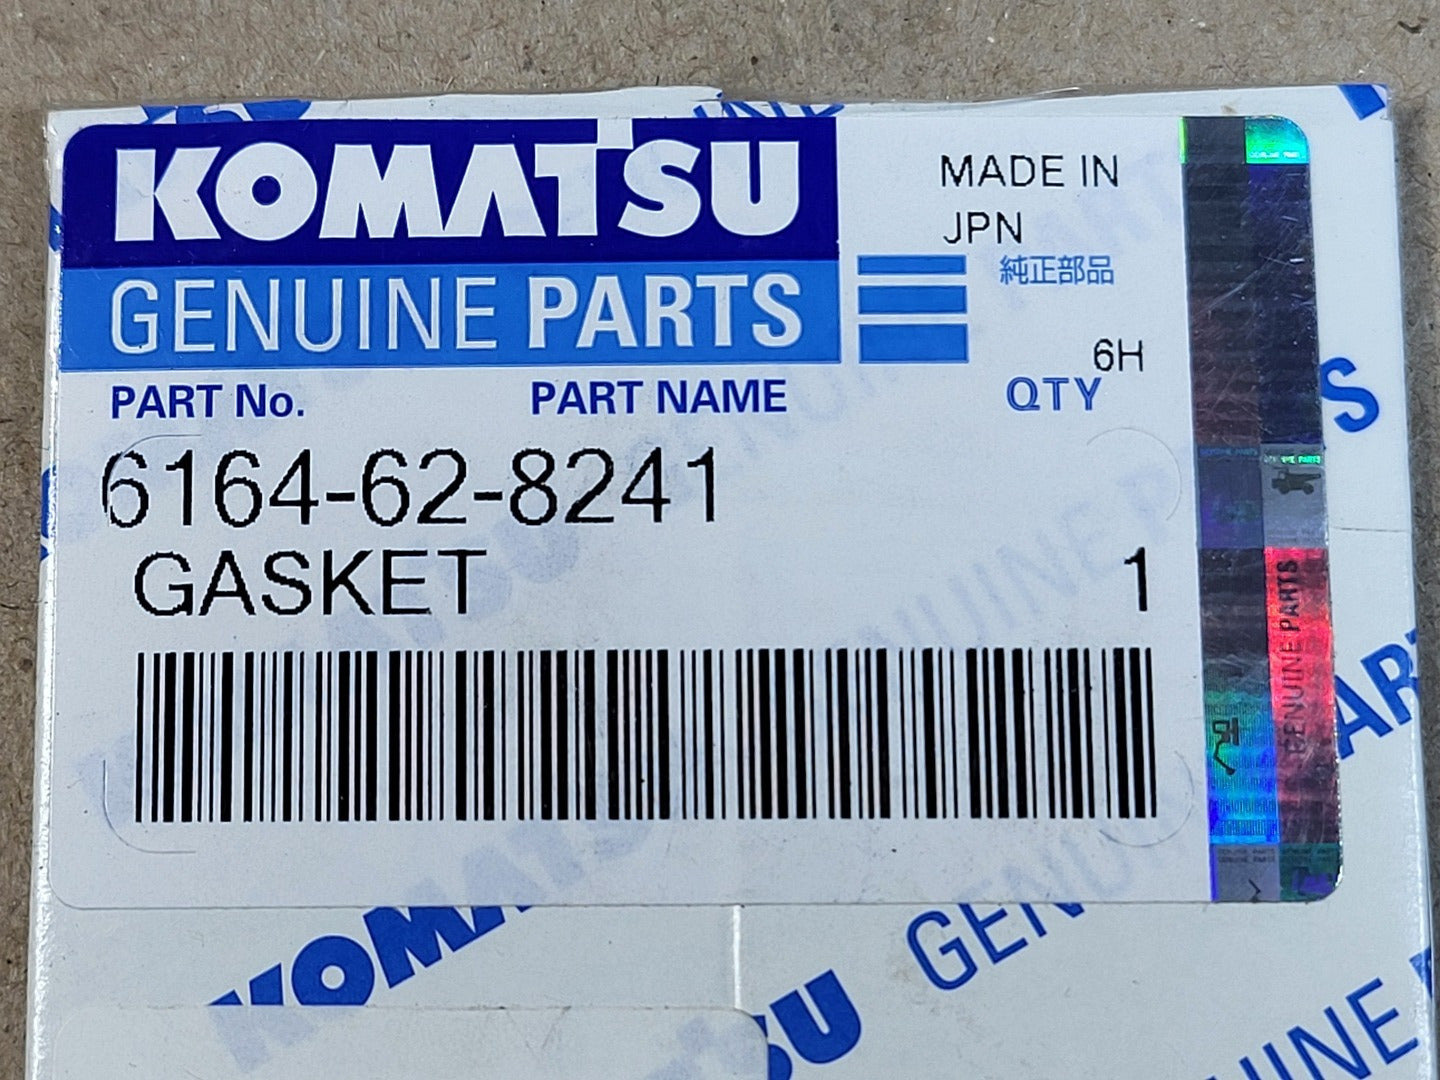 KOMATSU
GENUINE PARTS
MADE IN
JPN
純正部品
6H
PART No.
PART NAME
QTY
6164-62-8241
GASKET
1
GENUINE PARTS
KOMATSU